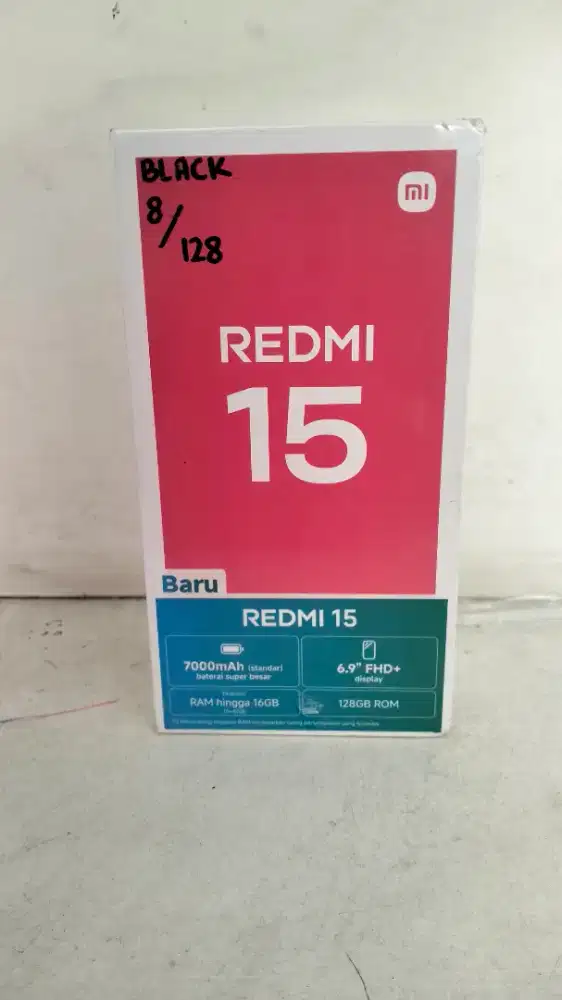 BLACK
8/128
mi
REDMI
15
Baru
REDMI 15
7000mAh (standar)
baterai super besar
6.9" FHD+
display
RAM hingga 16GB
128GB ROM